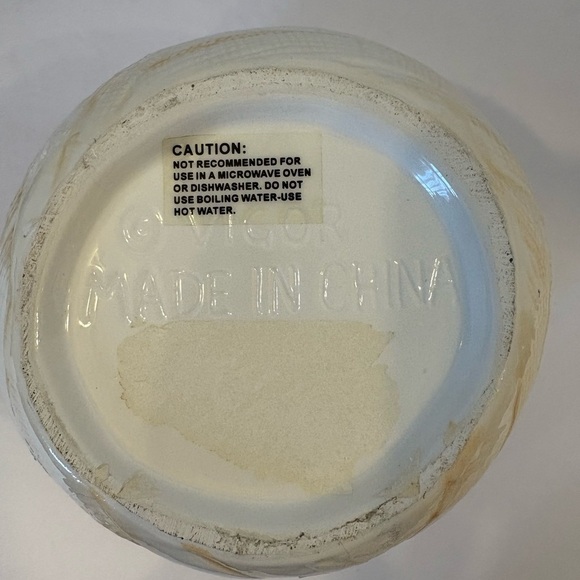 CAUTION:
NOT RECOMMENDED FOR
USE IN A MICROWAVE OVEN
OR DISHWASHER. DO NOT
USE BOILING WATER-USE
HOT WATER.
© VIGOR
MADE IN CHINA